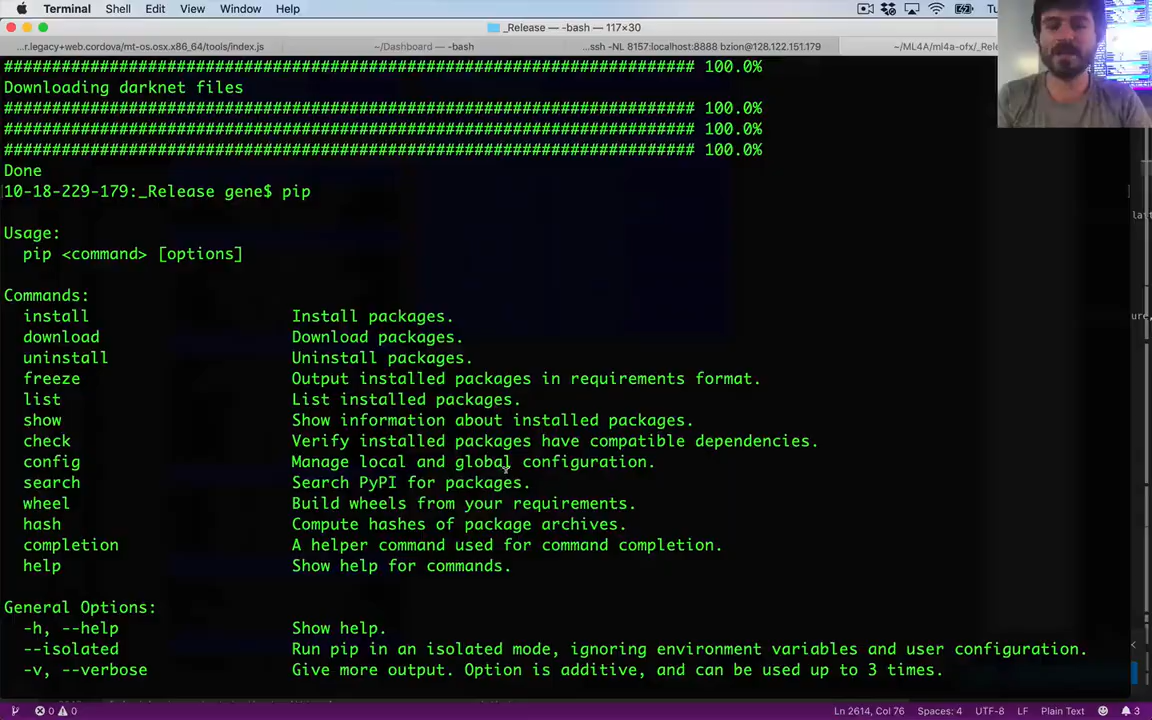 Terminal Shell Edit View Window Help
_Release — -bash — 117×30
...r.legacy+web.cordova/mt-os.osx.x86_64/tools/index.js ~/Dashboard — -bash ...ssh -NL 8157:localhost:8888 bzion@128.122.151.179 ~/ML4A/ml4a-ofx/_Rel
######################################################################## 100.0%
Downloading darknet files
######################################################################## 100.0%
######################################################################## 100.0%
######################################################################## 100.0%
Done
10-18-229-179:_Release gene$ pip
Usage:
pip <command> [options]
Commands:
install Install packages.
download Download packages.
uninstall Uninstall packages.
freeze Output installed packages in requirements format.
list List installed packages.
show Show information about installed packages.
check Verify installed packages have compatible dependencies.
config Manage local and global configuration.
search Search PyPI for packages.
wheel Build wheels from your requirements.
hash Compute hashes of package archives.
completion A helper command used for command completion.
help Show help for commands.
General Options:
-h, --help Show help.
--isolated Run pip in an isolated mode, ignoring environment variables and user configuration.
-v, --verbose Give more output. Option is additive, and can be used up to 3 times.
0 0 Ln 2614, Col 76 Spaces: 4 UTF-8 LF Plain Text 3